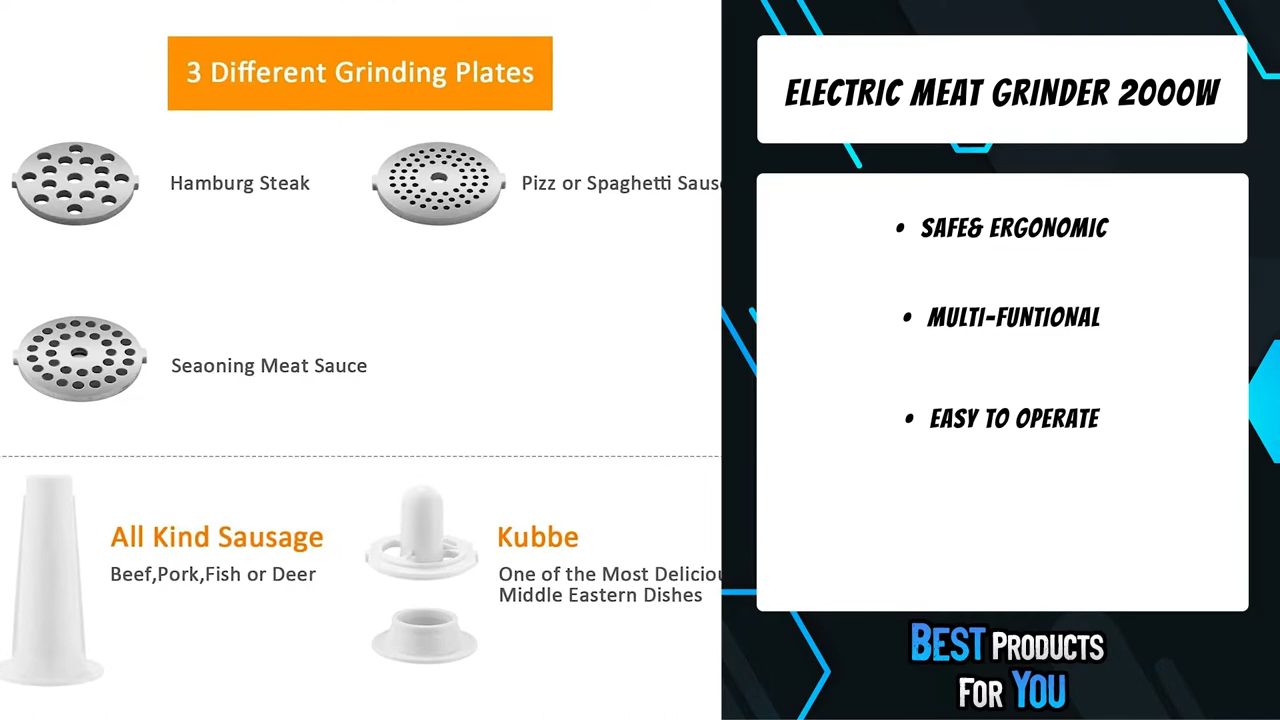 3 Different Grinding Plates
Hamburg Steak
Pizz or Spaghetti Saus
Seaoning Meat Sauce
All Kind Sausage
Beef,Pork,Fish or Deer
Kubbe
One of the Most Deliciou
Middle Eastern Dishes
ELECTRIC MEAT GRINDER 2000W
• SAFE& ERGONOMIC
• MULTI-FUNTIONAL
• EASY TO OPERATE
BEST PRODUCTS
FOR YOU